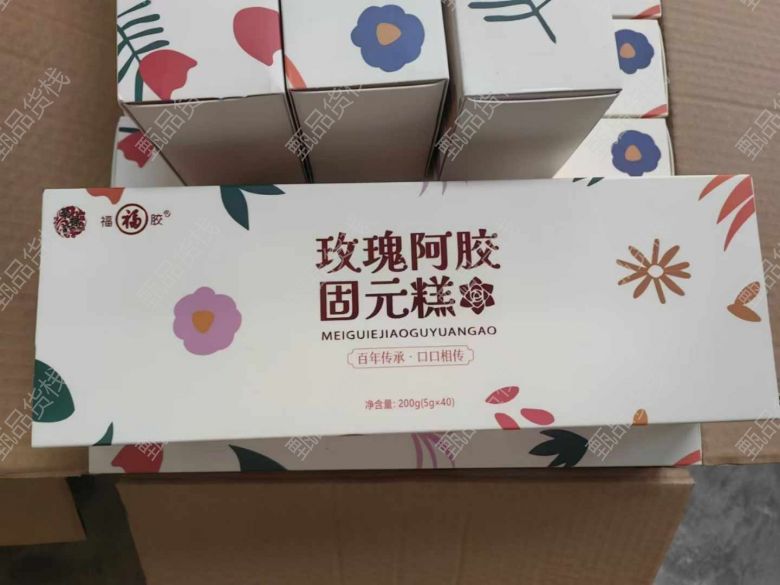 福福胶®
玫瑰阿胶
固元糕
MEIGUIEJIAOGUYUANGAO
百年传承·口口相传
净含量: 200g(5g×40)
甄品货栈